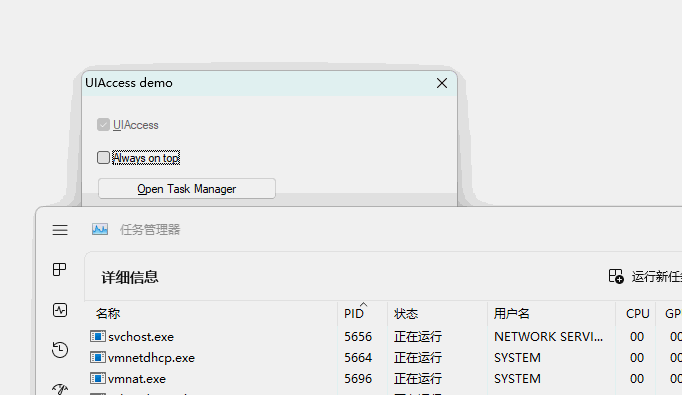 UIAccess demo
UIAccess
Always on top
Open Task Manager
任务管理器
详细信息 运行新任
名称 PID 状态 用户名 CPU GP
svchost.exe 5656 正在运行 NETWORK SERVI... 00 00
vmnetdhcp.exe 5664 正在运行 SYSTEM 00 00
vmnat.exe 5696 正在运行 SYSTEM 00 00